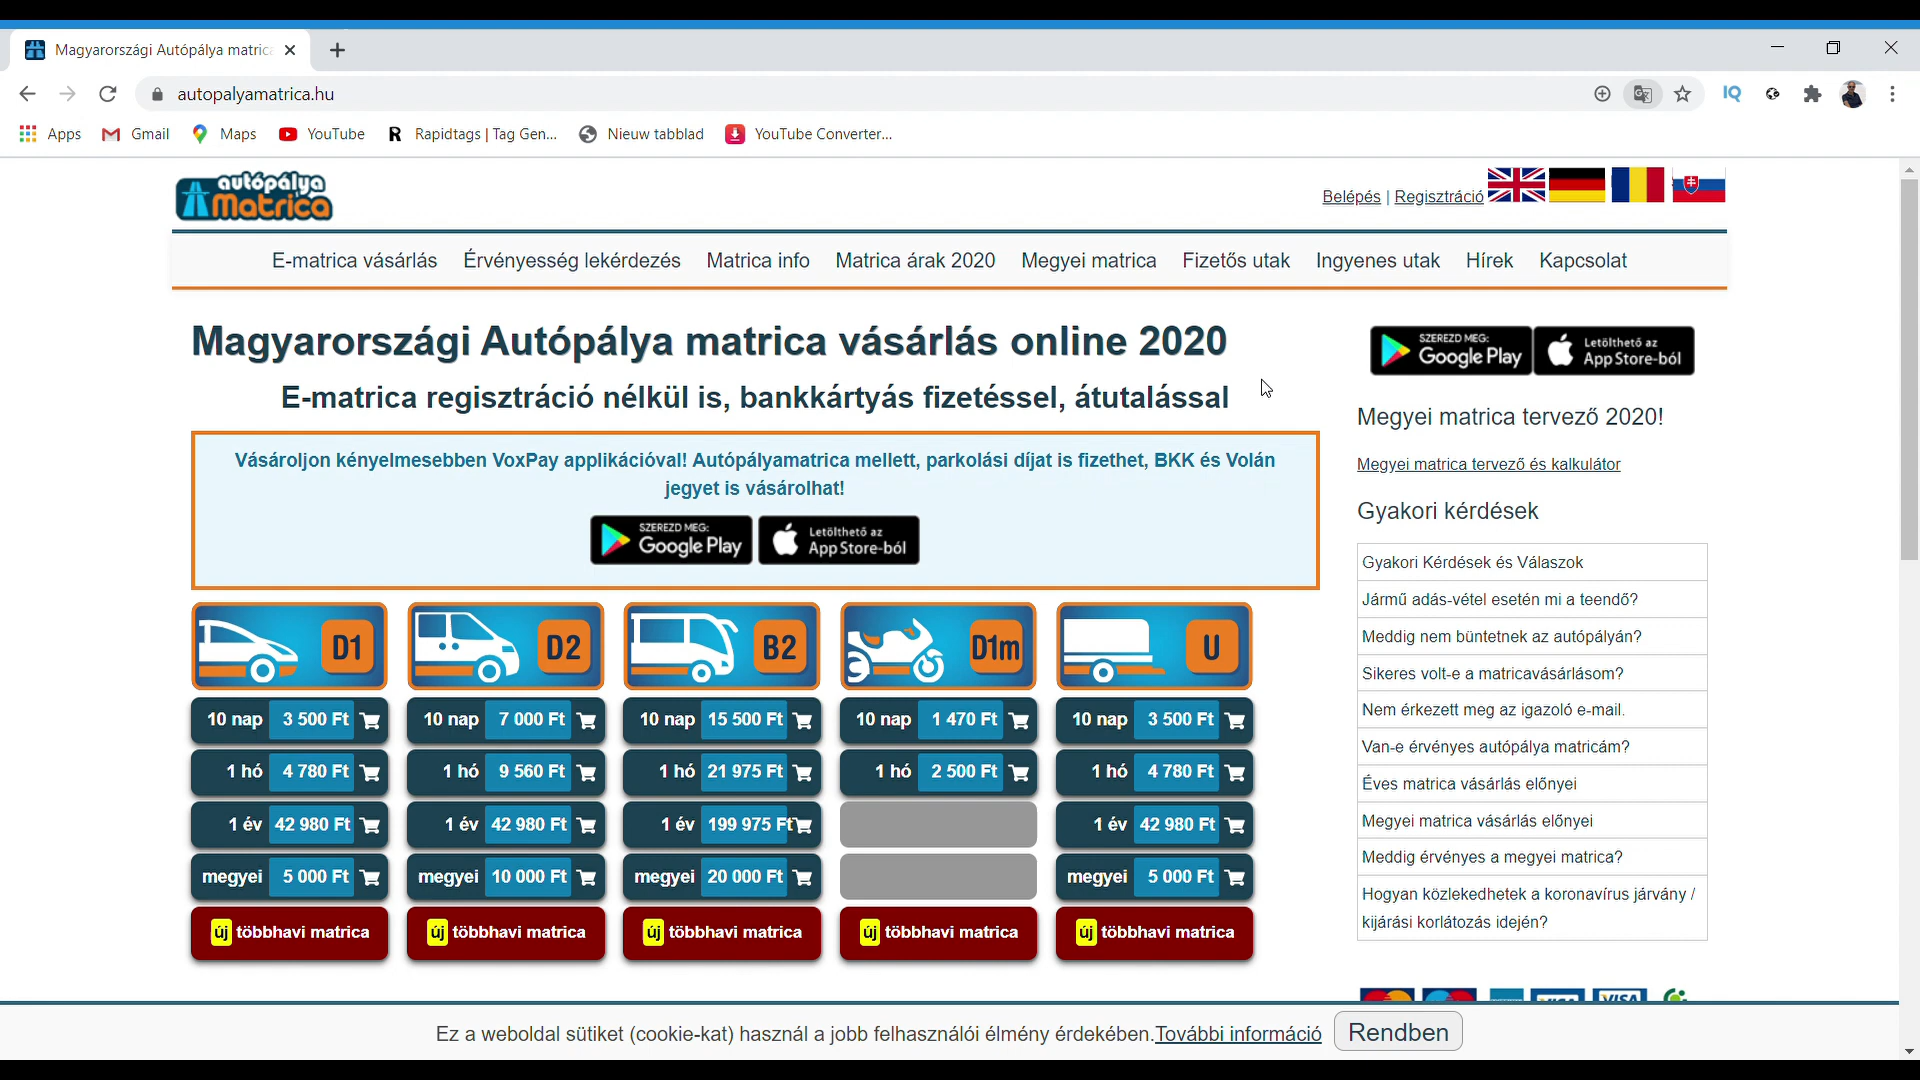 Magyarországi Autópálya matrica
autopalyamatrica.hu
IQ
Apps
Gmail
Maps
YouTube
R Rapidtags | Tag Gen...
Nieuw tabblad
YouTube Converter...
autópálya
Matrica
Belépés | Regisztráció
E-matrica vásárlás Érvényesség lekérdezés Matrica info Matrica árak 2020 Megyei matrica Fizetős utak Ingyenes utak Hírek Kapcsolat
Magyarországi Autópálya matrica vásárlás online 2020
E-matrica regisztráció nélkül is, bankkártyás fizetéssel, átutalással
Vásároljon kényelmesebben VoxPay applikációval! Autópályamatrica mellett, parkolási díjat is fizethet, BKK és Volán
jegyet is vásárolhat!
SZEREZD MEG:
Google Play
Letölthető az
App Store-ból
D1 D2 B2 D1m U
10 nap 3 500 Ft 10 nap 7 000 Ft 10 nap 15 500 Ft 10 nap 1 470 Ft 10 nap 3 500 Ft
1 hó 4 780 Ft 1 hó 9 560 Ft 1 hó 21 975 Ft 1 hó 2 500 Ft 1 hó 4 780 Ft
1 év 42 980 Ft 1 év 42 980 Ft 1 év 199 975 Ft 1 év 42 980 Ft
megyei 5 000 Ft megyei 10 000 Ft megyei 20 000 Ft megyei 5 000 Ft
új többhavi matrica új többhavi matrica új többhavi matrica új többhavi matrica új többhavi matrica
SZEREZD MEG:
Google Play
Letölthető az
App Store-ból
Megyei matrica tervező 2020!
Megyei matrica tervező és kalkulátor
Gyakori kérdések
Gyakori Kérdések és Válaszok
Jármű adás-vétel esetén mi a teendő?
Meddig nem büntetnek az autópályán?
Sikeres volt-e a matricavásárlásom?
Nem érkezett meg az igazoló e-mail.
Van-e érvényes autópálya matricám?
Éves matrica vásárlás előnyei
Megyei matrica vásárlás előnyei
Meddig érvényes a megyei matrica?
Hogyan közlekedhetek a koronavírus járvány /
kijárási korlátozás idején?
VISA VISA
Ez a weboldal sütiket (cookie-kat) használ a jobb felhasználói élmény érdekében.További információ Rendben